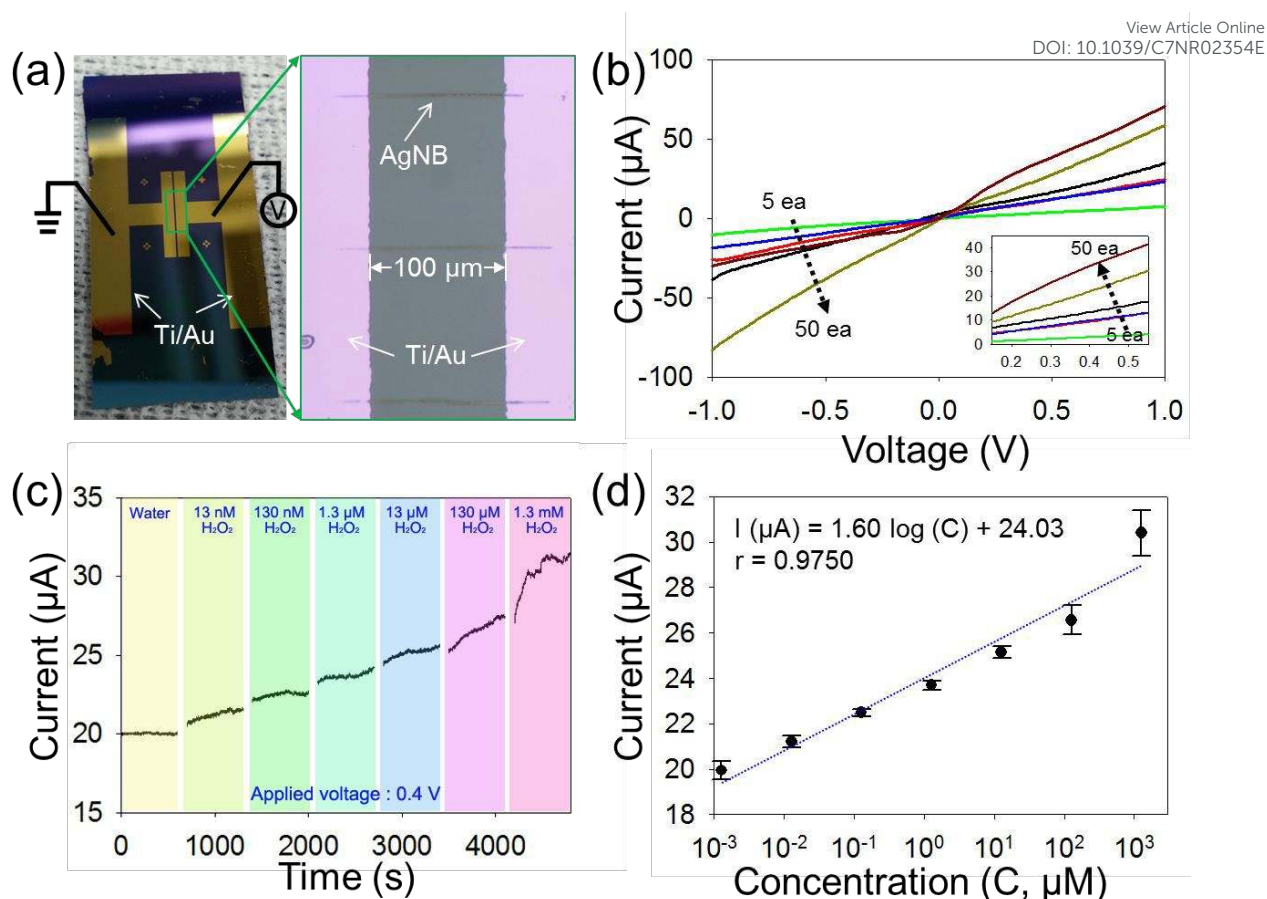 View Article Online
DOI: 10.1039/C7NR02354E
(a)
V
Ti/Au
AgNB
100 µm
Ti/Au
(b)
Current (µA)
100
50
0
-50
-100
5 ea
50 ea
40
30
20
10
0
50 ea
5 ea
0.2 0.3 0.4 0.5
-1.0 -0.5 0.0 0.5 1.0
Voltage (V)
(c)
Current (µA)
35
30
25
20
15
Water
13 nM
H₂O₂
130 nM
H₂O₂
1.3 µM
H₂O₂
13 µM
H₂O₂
130 µM
H₂O₂
1.3 mM
H₂O₂
Applied voltage : 0.4 V
0 1000 2000 3000 4000
Time (s)
(d)
Current (µA)
32
30
28
26
24
22
20
18
I (µA) = 1.60 log (C) + 24.03
r = 0.9750
10⁻³ 10⁻² 10⁻¹ 10⁰ 10¹ 10² 10³
Concentration (C, µM)